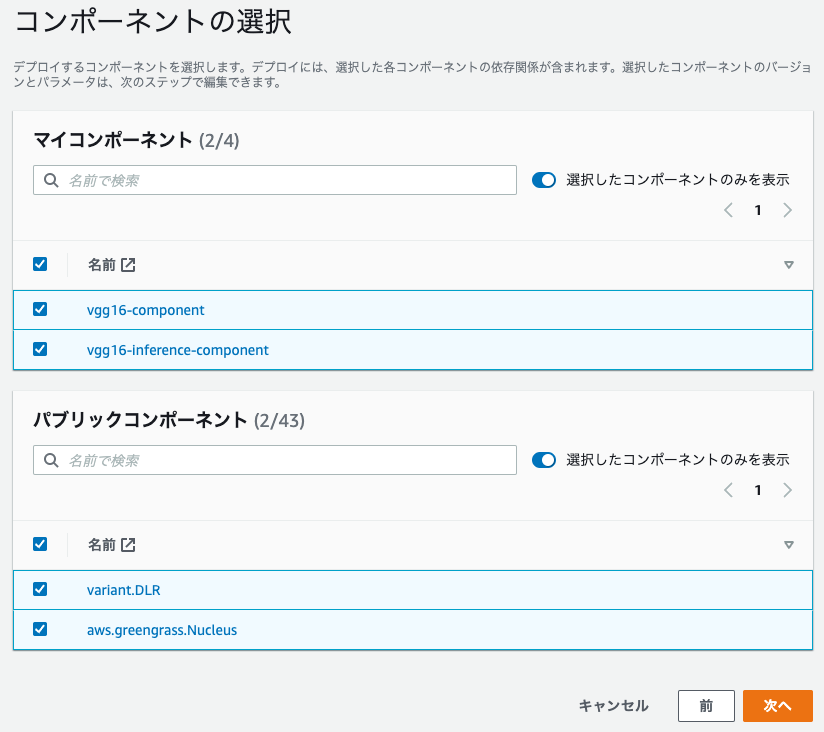 コンポーネントの選択
デプロイするコンポーネントを選択します。デプロイには、選択した各コンポーネントの依存関係が含まれます。選択したコンポーネントのバージョ
ンとパラメータは、次のステップで編集できます。
マイコンポーネント (2/4)
名前で検索
選択したコンポーネントのみを表示
1
名前
vgg16-component
vgg16-inference-component
パブリックコンポーネント (2/43)
名前で検索
選択したコンポーネントのみを表示
1
名前
variant.DLR
aws.greengrass.Nucleus
キャンセル 前 次へ